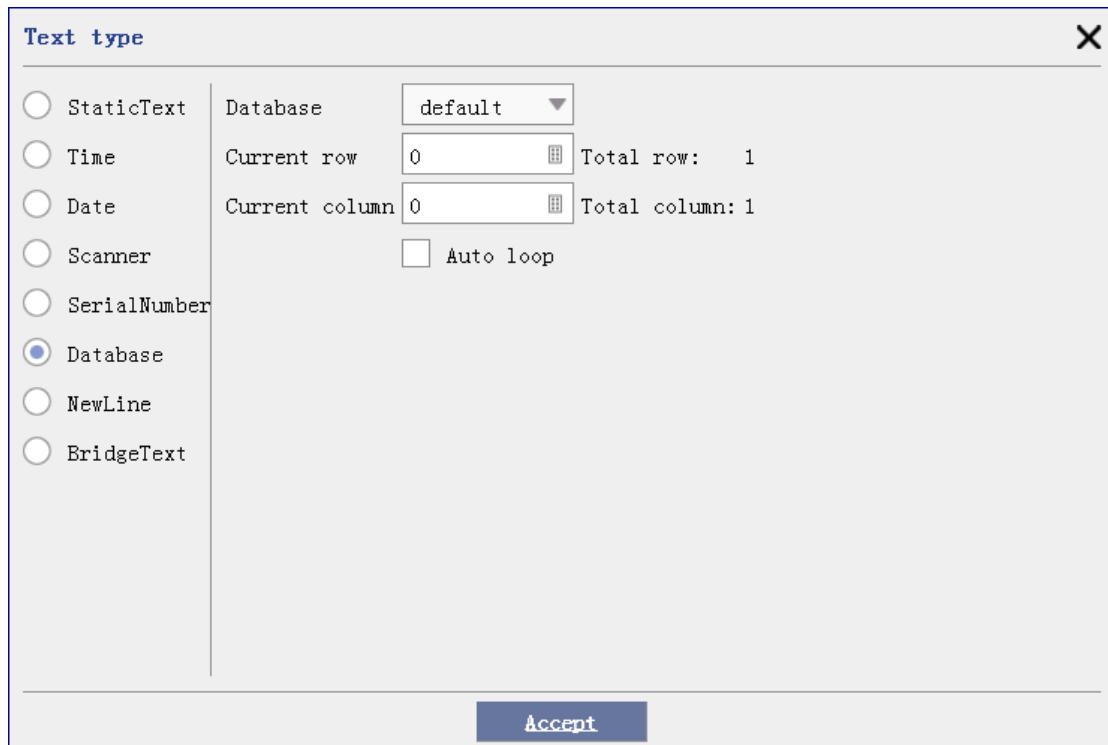 Text type
StaticText
Time
Date
Scanner
SerialNumber
Database
NewLine
BridgeText
Database default
Current row 0 Total row: 1
Current column 0 Total column: 1
Auto loop
Accept